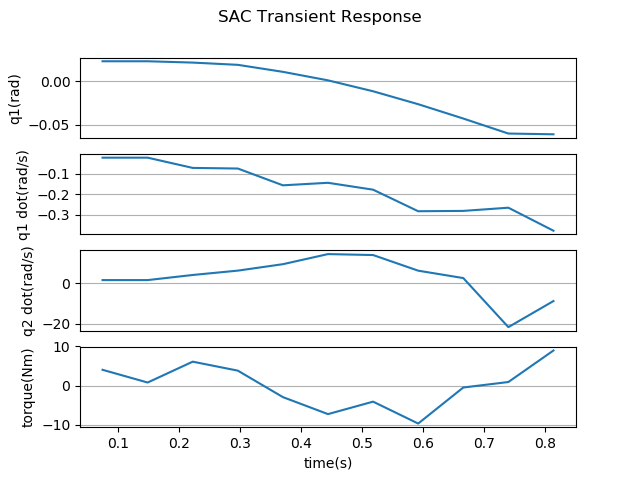 SAC Transient Response
q1(rad)
0.00
−0.05
q1 dot(rad/s)
−0.1
−0.2
−0.3
q2 dot(rad/s)
0
−20
torque(Nm)
10
0
−10
0.1 0.2 0.3 0.4 0.5 0.6 0.7 0.8
time(s)